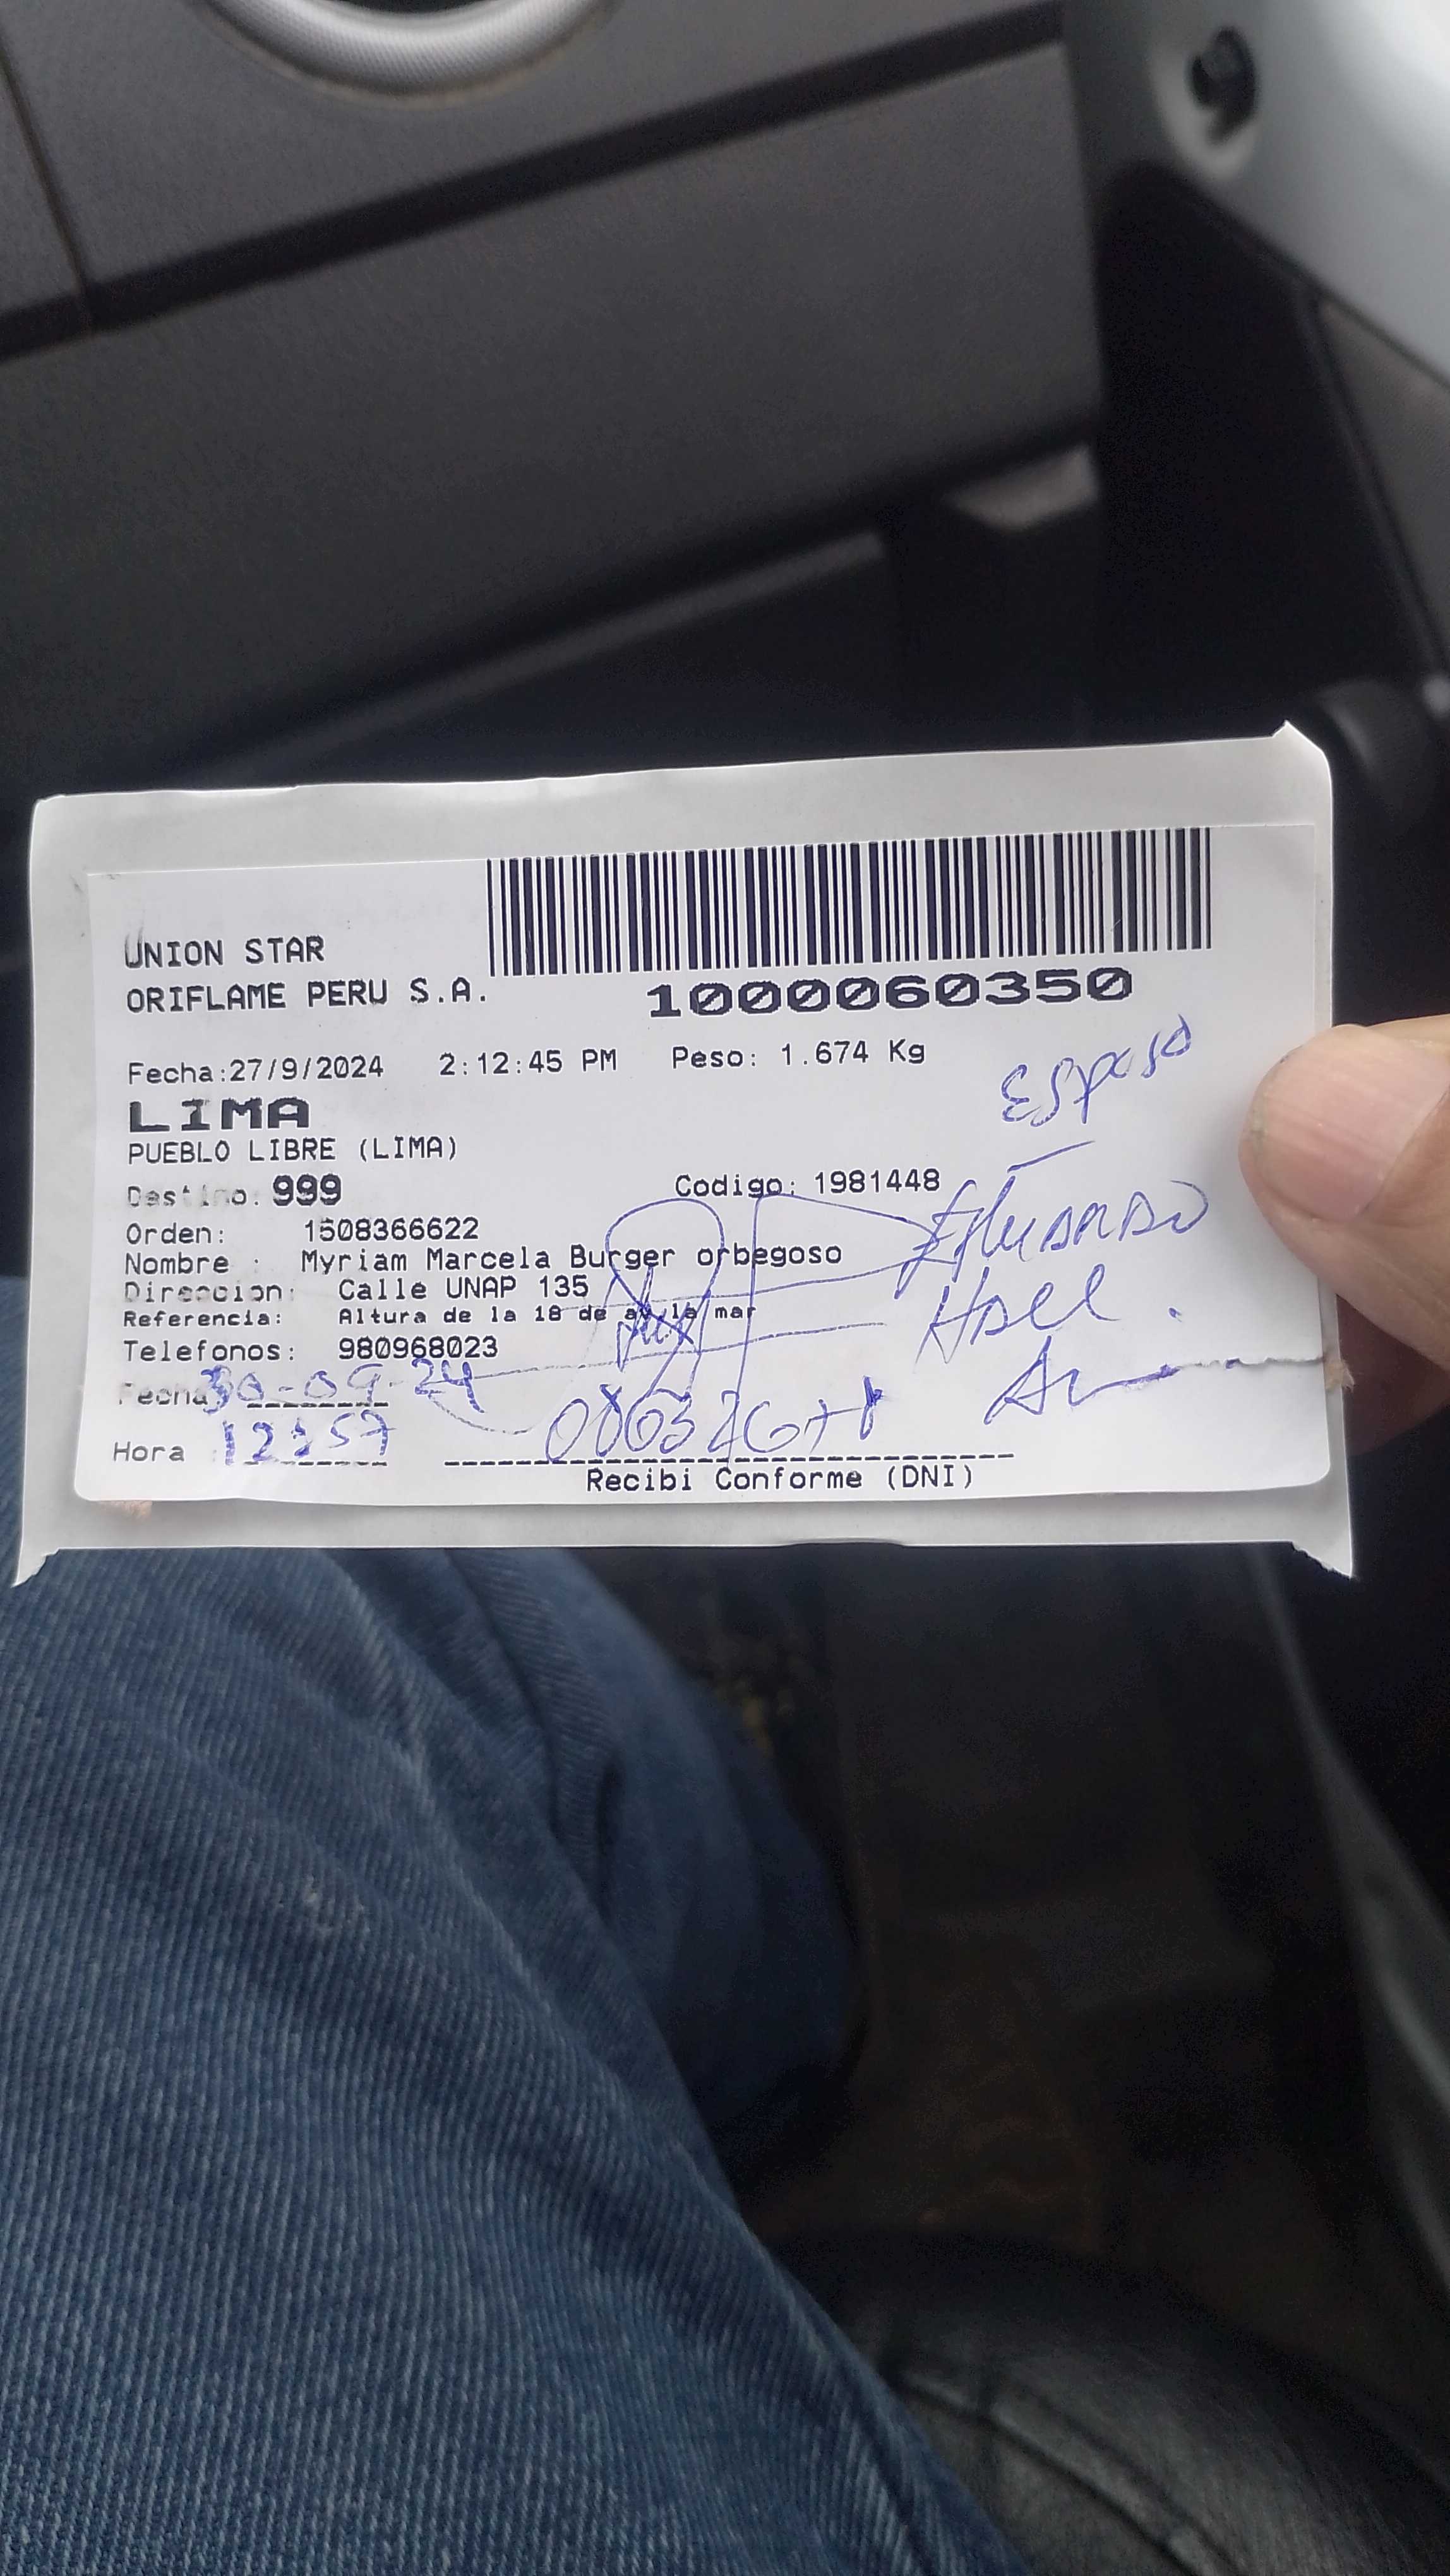 UNION STAR
ORIFLAME PERU S.A.
1000060350
Fecha:27/9/2024 2:12:45 PM Peso: 1.674 Kg
Esposo
LIMA
PUEBLO LIBRE (LIMA)
Destino: 999 Codigo: 1981448
Orden: 1508366622
Nombre : Myriam Marcela Burger orbegoso
Direccion: Calle UNAP 135
Referencia: Altura de la 18 de av la mar
Telefonos: 980968023
Fecha 30-09-24
Hora : 12:57
Recibi Conforme (DNI)